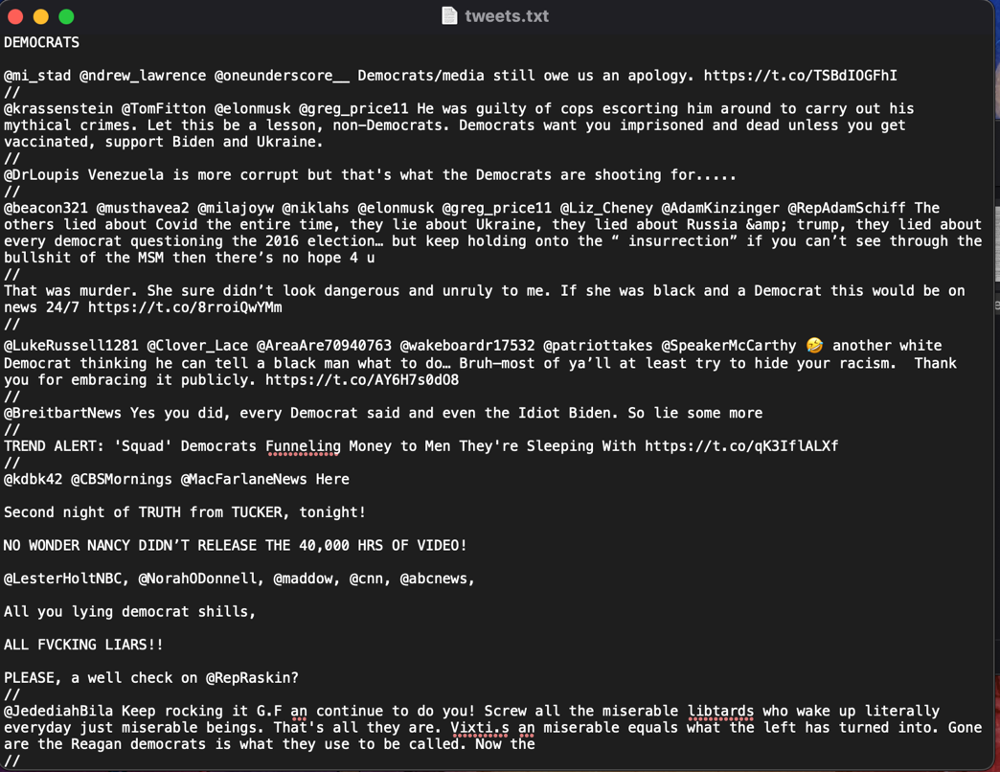 tweets.txt
DEMOCRATS
@mi_stad @ndrew_lawrence @oneunderscore__ Democrats/media still owe us an apology. https://t.co/TSBdIOGFhI
//
@krassenstein @TomFitton @elonmusk @greg_price11 He was guilty of cops escorting him around to carry out his
mythical crimes. Let this be a lesson, non-Democrats. Democrats want you imprisoned and dead unless you get
vaccinated, support Biden and Ukraine.
//
@DrLoupis Venezuela is more corrupt but that's what the Democrats are shooting for.....
//
@beacon321 @musthavea2 @milajoyw @niklahs @elonmusk @greg_price11 @Liz_Cheney @AdamKinzinger @RepAdamSchiff The
others lied about Covid the entire time, they lie about Ukraine, they lied about Russia &amp; trump, they lied about
every democrat questioning the 2016 election… but keep holding onto the “ insurrection” if you can’t see through the
bullshit of the MSM then there’s no hope 4 u
//
That was murder. She sure didn’t look dangerous and unruly to me. If she was black and a Democrat this would be on
news 24/7 https://t.co/8rroiQwYMm
//
@LukeRussell1281 @Clover_Lace @AreaAre70940763 @wakeboardr17532 @patriottakes @SpeakerMcCarthy 🤣 another white
Democrat thinking he can tell a black man what to do… Bruh—most of ya’ll at least try to hide your racism.  Thank
you for embracing it publicly. https://t.co/AY6H7s0dO8
//
@BreitbartNews Yes you did, every Democrat said and even the Idiot Biden. So lie some more
//
TREND ALERT: 'Squad' Democrats Funneling Money to Men They're Sleeping With https://t.co/qK3IflALXf
//
@kdbk42 @CBSMornings @MacFarlaneNews Here
Second night of TRUTH from TUCKER, tonight!
NO WONDER NANCY DIDN’T RELEASE THE 40,000 HRS OF VIDEO!
@LesterHoltNBC, @NorahODonnell, @maddow, @cnn, @abcnews,
All you lying democrat shills,
ALL FVCKING LIARS!!
PLEASE, a well check on @RepRaskin?
//
@JedediahBila Keep rocking it G.F an continue to do you! Screw all the miserable libtards who wake up literally
everyday just miserable beings. That's all they are. Vixti.s an miserable equals what the left has turned into. Gone
are the Reagan democrats is what they use to be called. Now the
//